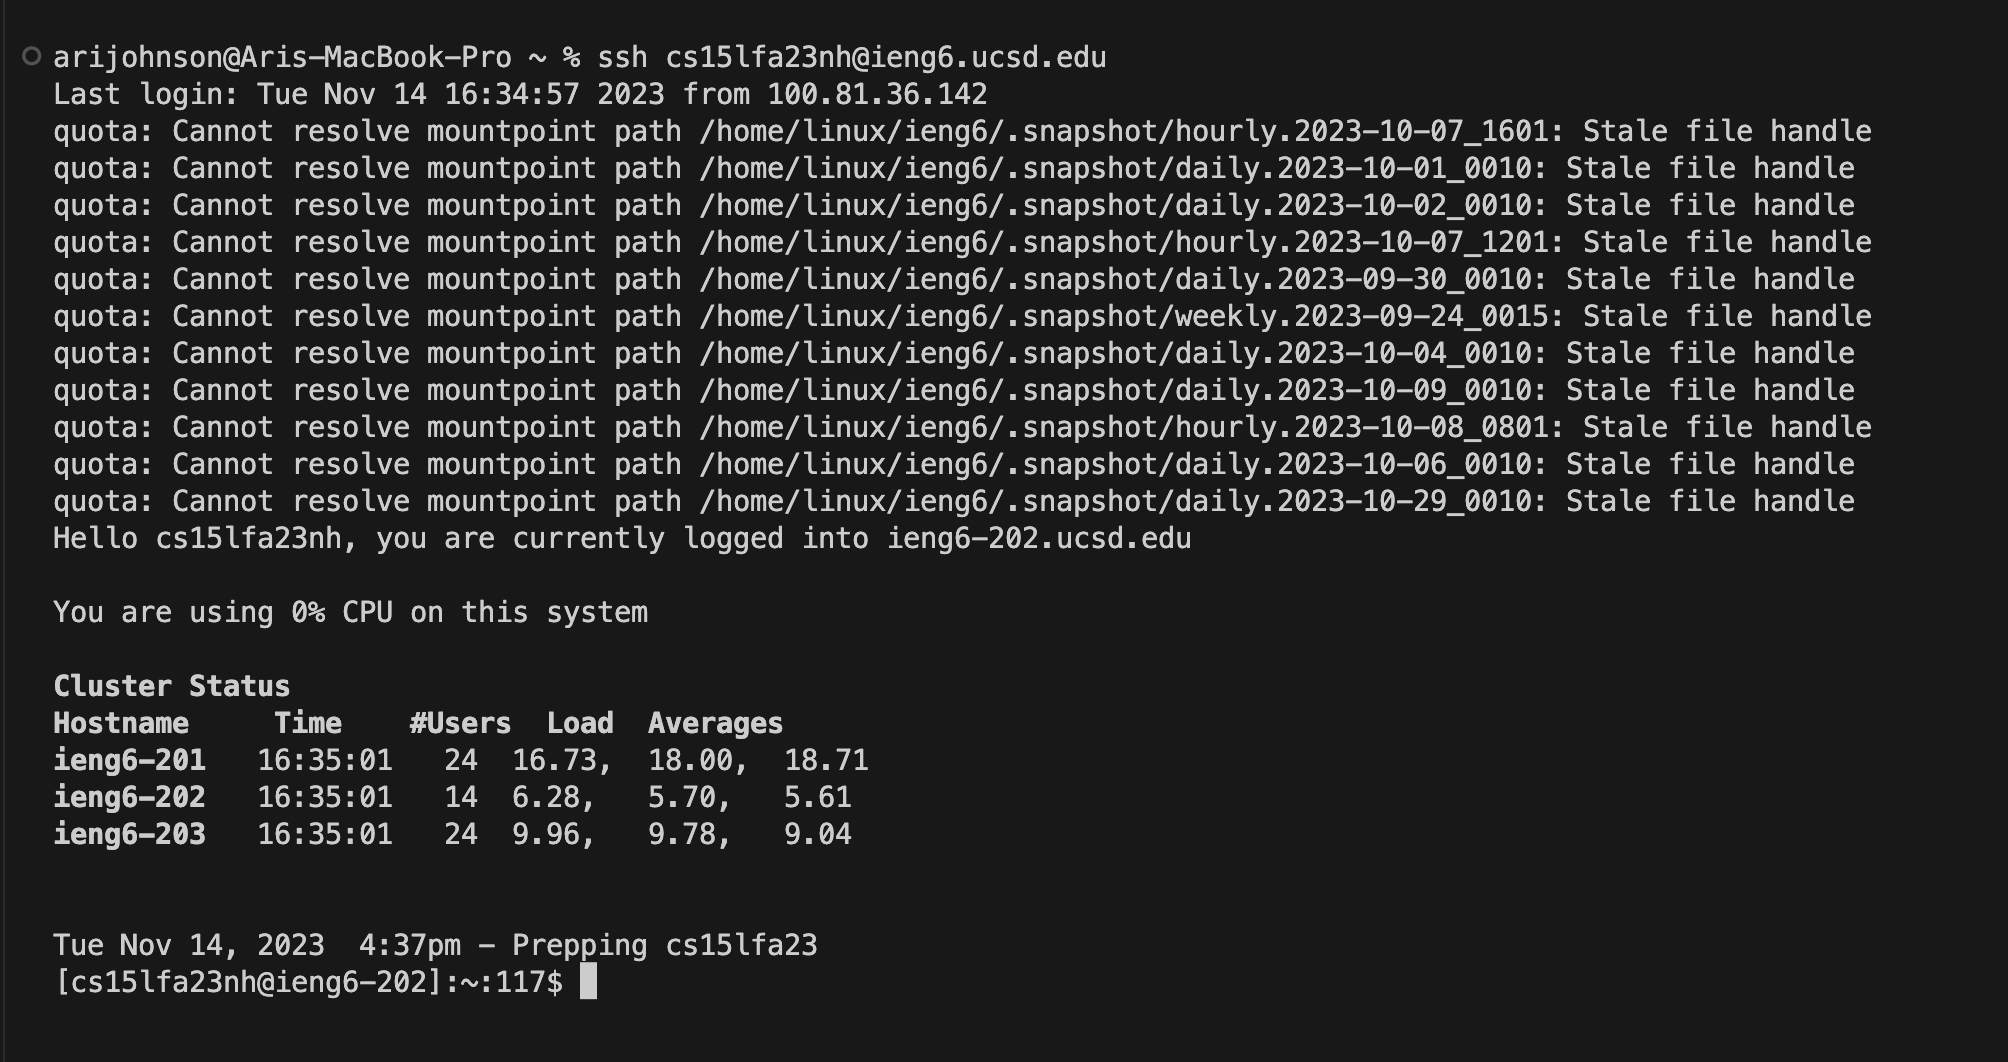 arijohnson@Aris-MacBook-Pro ~ % ssh cs15lfa23nh@ieng6.ucsd.edu
Last login: Tue Nov 14 16:34:57 2023 from 100.81.36.142
quota: Cannot resolve mountpoint path /home/linux/ieng6/.snapshot/hourly.2023-10-07_1601: Stale file handle
quota: Cannot resolve mountpoint path /home/linux/ieng6/.snapshot/daily.2023-10-01_0010: Stale file handle
quota: Cannot resolve mountpoint path /home/linux/ieng6/.snapshot/daily.2023-10-02_0010: Stale file handle
quota: Cannot resolve mountpoint path /home/linux/ieng6/.snapshot/hourly.2023-10-07_1201: Stale file handle
quota: Cannot resolve mountpoint path /home/linux/ieng6/.snapshot/daily.2023-09-30_0010: Stale file handle
quota: Cannot resolve mountpoint path /home/linux/ieng6/.snapshot/weekly.2023-09-24_0015: Stale file handle
quota: Cannot resolve mountpoint path /home/linux/ieng6/.snapshot/daily.2023-10-04_0010: Stale file handle
quota: Cannot resolve mountpoint path /home/linux/ieng6/.snapshot/daily.2023-10-09_0010: Stale file handle
quota: Cannot resolve mountpoint path /home/linux/ieng6/.snapshot/hourly.2023-10-08_0801: Stale file handle
quota: Cannot resolve mountpoint path /home/linux/ieng6/.snapshot/daily.2023-10-06_0010: Stale file handle
quota: Cannot resolve mountpoint path /home/linux/ieng6/.snapshot/daily.2023-10-29_0010: Stale file handle
Hello cs15lfa23nh, you are currently logged into ieng6-202.ucsd.edu
You are using 0% CPU on this system
Cluster Status
Hostname     Time    #Users  Load  Averages
ieng6-201   16:35:01   24  16.73,  18.00,  18.71
ieng6-202   16:35:01   14  6.28,   5.70,   5.61
ieng6-203   16:35:01   24  9.96,   9.78,   9.04
Tue Nov 14, 2023  4:37pm - Prepping cs15lfa23
[cs15lfa23nh@ieng6-202]:~:117$